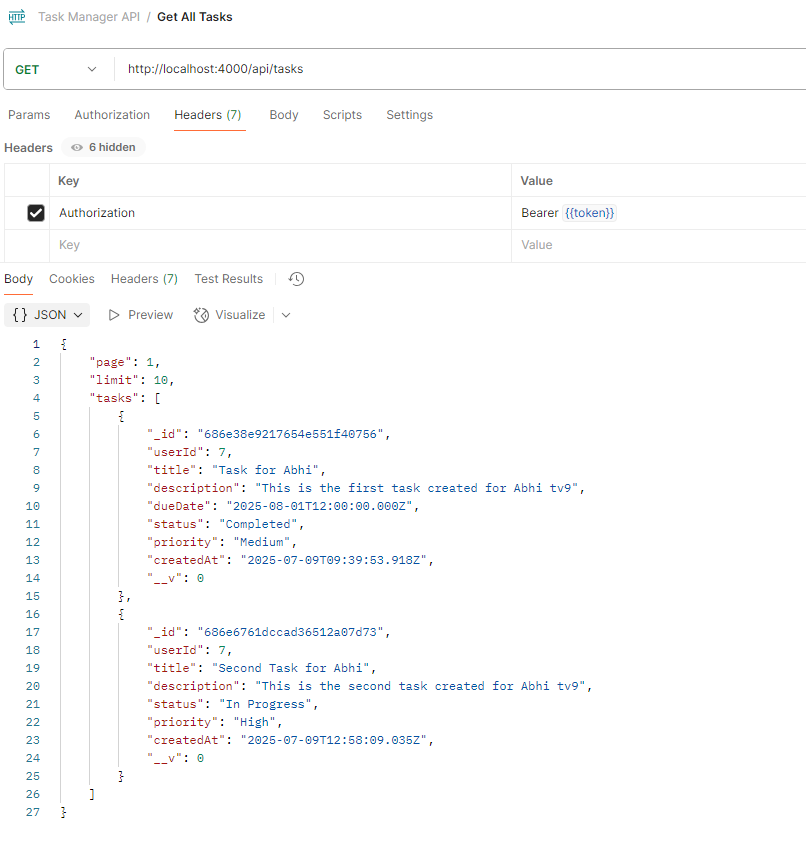 HTTP Task Manager API / Get All Tasks
GET http://localhost:4000/api/tasks
Params Authorization Headers (7) Body Scripts Settings
Headers 6 hidden
Key Value
Authorization Bearer {{token}}
Key Value
Body Cookies Headers (7) Test Results
{} JSON Preview Visualize
1 {
2 "page": 1,
3 "limit": 10,
4 "tasks": [
5 {
6 "_id": "686e38e9217654e551f40756",
7 "userId": 7,
8 "title": "Task for Abhi",
9 "description": "This is the first task created for Abhi tv9",
10 "dueDate": "2025-08-01T12:00:00.000Z",
11 "status": "Completed",
12 "priority": "Medium",
13 "createdAt": "2025-07-09T09:39:53.918Z",
14 "__v": 0
15 },
16 {
17 "_id": "686e6761dccad36512a07d73",
18 "userId": 7,
19 "title": "Second Task for Abhi",
20 "description": "This is the second task created for Abhi tv9",
21 "status": "In Progress",
22 "priority": "High",
23 "createdAt": "2025-07-09T12:58:09.035Z",
24 "__v": 0
25 }
26 ]
27 }